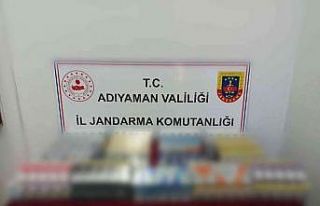 T.C.
ADIYAMAN VALİLİĞİ
İL JANDARMA KOMUTANLIĞI